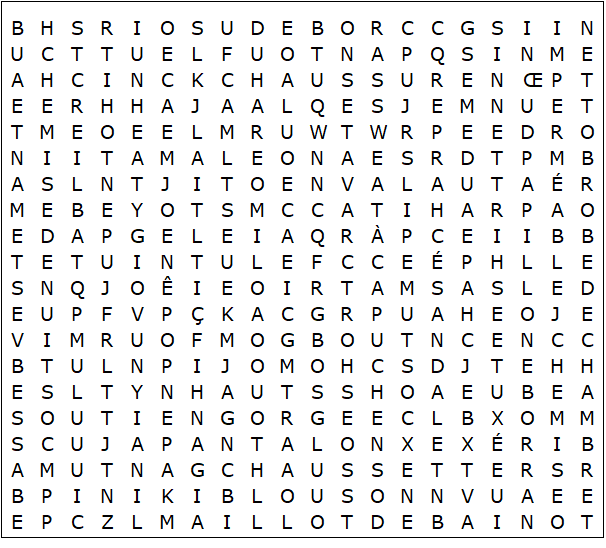 B H S R I O S U D E B O R C C G S I I N
U C T T U E L F U O T N A P Q S I N M E
A H C I N C K C H A U S S U R E N Œ P T
E E R H H A J A A L Q E S J E M N U E T
T M E O E E L M R U W T W R P E E D R O
N I I T A M A L E O N A E S R D T P M B
A S L N T J I T O E N V A L A U T A É R
M E B E Y O T S M C C A T I H A R P A O
E D A P G E L E I A Q R À P C E I I B B
T E T U I N T U L E F C C E É P H L L E
S N Q J O Ê I E O I R T A M S A S L E D
E U P F V P Ç K A C G R P U A H E O J E
V I M R U O F M O G B O U T N C E N C C
B T U L N P I J O M O H C S D J T E H H
E S L T Y N H A U T S S H O A E U B E A
S O U T I E N G O R G E E C L B X O M M
S C U J A P A N T A L O N X E X É R I B
A M U T N A G C H A U S S E T T E R S R
B P I N I K I B L O U S O N N V U A E E
E P C Z L M A I L L O T D E B A I N O T